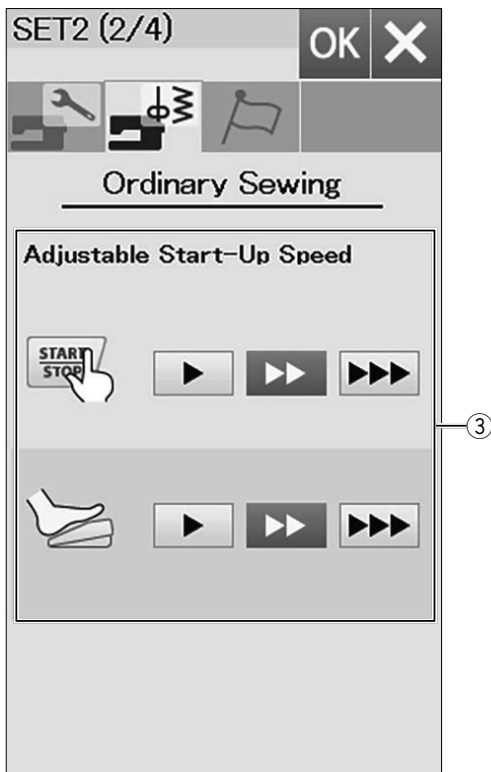 SET2 (2/4)
OK
Ordinary Sewing
Adjustable Start-Up Speed
START/
STOP
③